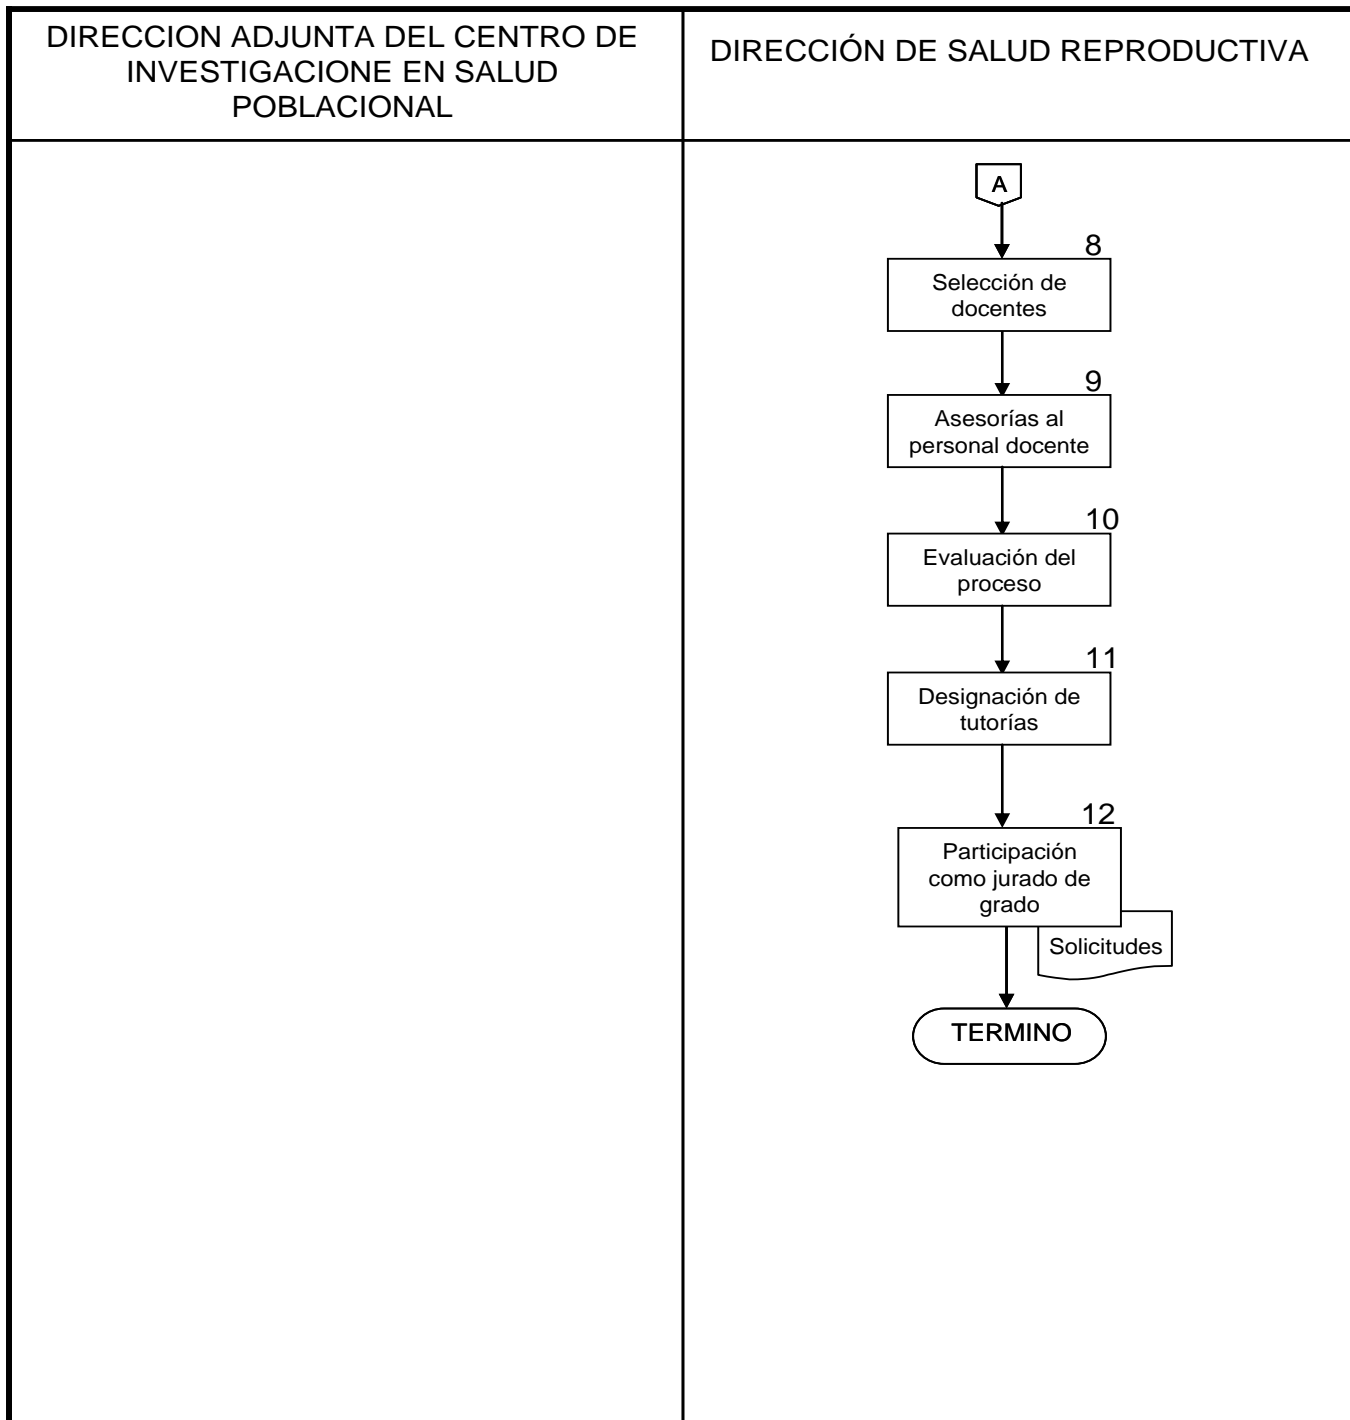 DIRECCION ADJUNTA DEL CENTRO DE
INVESTIGACIONE EN SALUD
POBLACIONAL
DIRECCIÓN DE SALUD REPRODUCTIVA
A
8
Selección de
docentes
9
Asesorías al
personal docente
10
Evaluación del
proceso
11
Designación de
tutorías
12
Participación
como jurado de
grado
Solicitudes
TERMINO